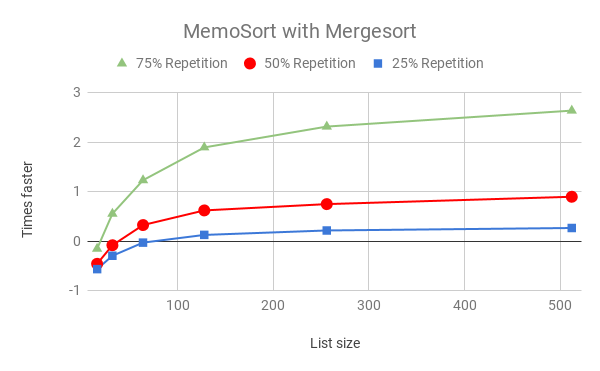 MemoSort with Mergesort
75% Repetition 50% Repetition 25% Repetition
3
2
1
0
-1
Times faster
100 200 300 400 500
List size